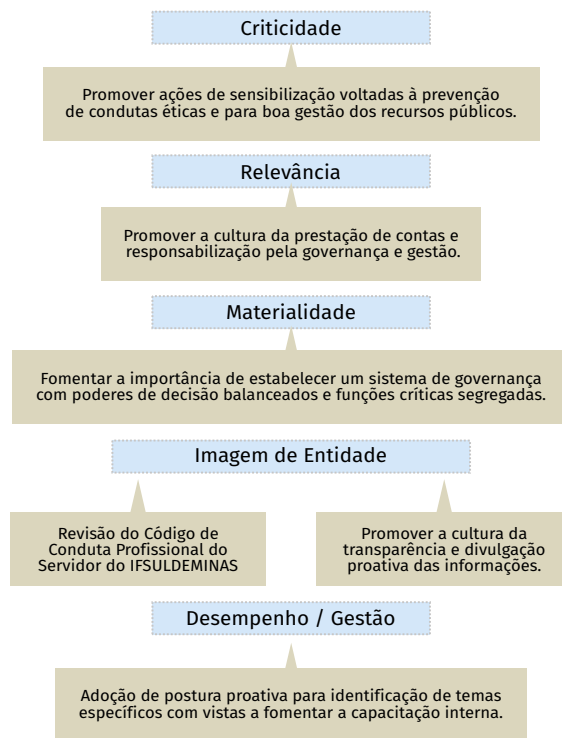 Criticidade
Promover ações de sensibilização voltadas à prevenção
de condutas éticas e para boa gestão dos recursos públicos.
Relevância
Promover a cultura da prestação de contas e
responsabilização pela governança e gestão.
Materialidade
Fomentar a importância de estabelecer um sistema de governança
com poderes de decisão balanceados e funções críticas segregadas.
Imagem de Entidade
Revisão do Código de
Conduta Profissional do
Servidor do IFSULDEMINAS
Promover a cultura da
transparência e divulgação
proativa das informações.
Desempenho / Gestão
Adoção de postura proativa para identificação de temas
específicos com vistas a fomentar a capacitação interna.